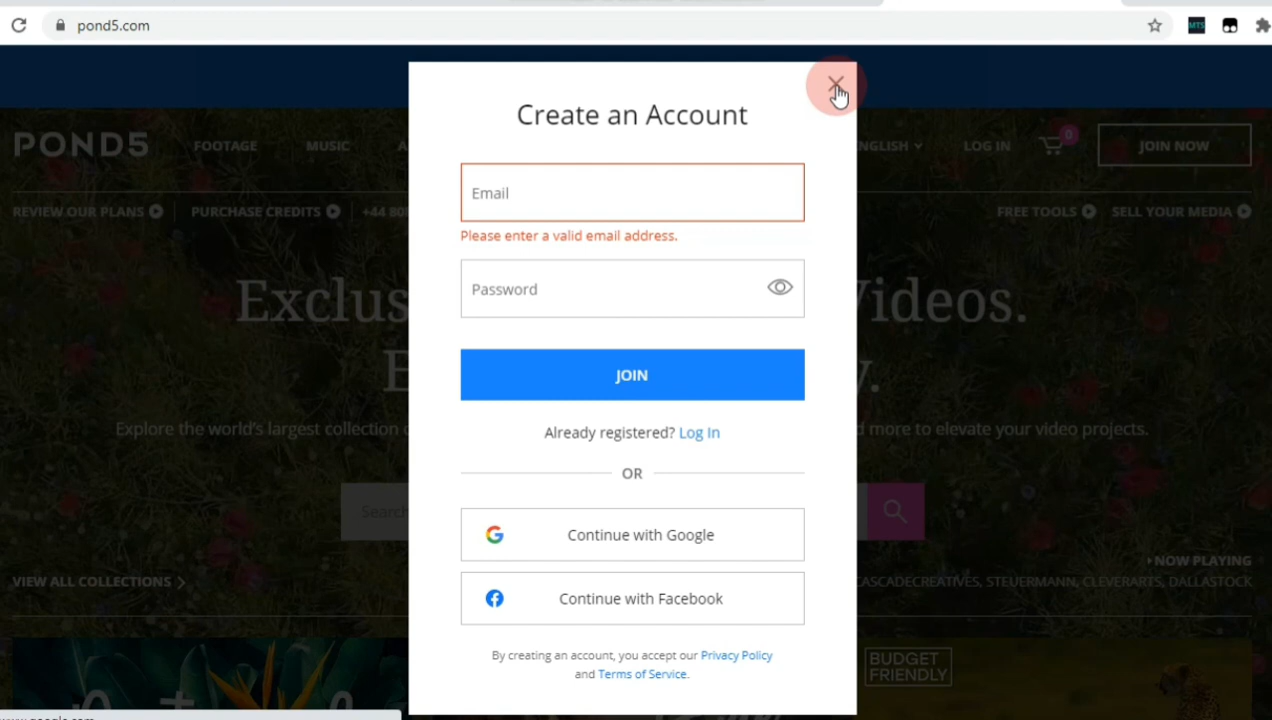 pond5.com
MTS
Create an Account
POND5
FOOTAGE
MUSIC
LOG IN
0
JOIN NOW
Email
REVIEW OUR PLANS
PURCHASE CREDITS
FREE TOOLS
SELL YOUR MEDIA
Please enter a valid email address.
Password
Videos.
JOIN
Explore the world's largest collection
more to elevate your video projects.
Already registered? Log In
OR
Search
Continue with Google
NOW PLAYING
VIEW ALL COLLECTIONS
STEUERMANN, CLEVERARTS, DALLASTOCK
Continue with Facebook
By creating an account, you accept our Privacy Policy
and Terms of Service.
BUDGET
FRIENDLY